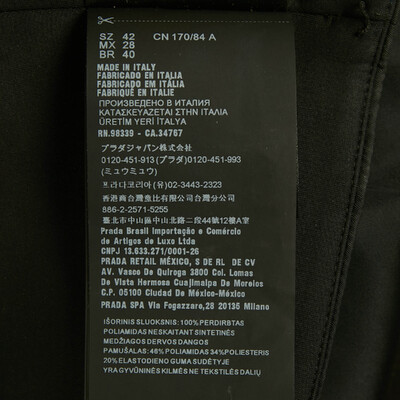 SZ 42 CN 170/84 A
MX 28
BR 40
MADE IN ITALY
FABRICADO EN ITALIA
FABRICADO EM ITÁLIA
FABRIQUÉ EN ITALIE
ПРОИЗВЕДЕНО В ИТАЛИЯ
ΚΑΤΑΣΚΕΥΑΖΕΤΑΙ ΣΤΗΝ ΙΤΑΛΙΑ
ÜRETİM YERİ İTALYA
RN.98339 - CA.34767
プラダジャパン株式会社
0120-451-913 (プラダ) 0120-451-993
(ミュウミュウ)
프라다코리아 (유) 02-3443-2323
香港商台灣普比有限公司台灣分公司
886-2-2571-5255
臺北市中山區中山北路二段44號12樓A
Prada Brasil Importação e Comércio
de Artigos de Luxo Ltda
CNPJ 13.633.271/0001-26
PRADA RETAIL MÉXICO, S DE RL DE CV
AV. Vasco De Quiroga 3800 Col. Lomas
De Vista Hermosa Cuajimalpa De Morelos
C.P. 05100 Ciudad De México-México
PRADA SPA Via Fogazzaro,28 20135 Milano
IŠORINIS SLUOKSNIS: 100% PERDIRBTAS
POLIAMIDAS NESKAITANT SINTETINĖS
MEDŽIAGOS DERVOS DANGOS
PAMUŠALAS: 46% POLIAMIDAS 34% POLIESTERIS
20% ELASTODIENO GUMA SUDĖTYJE
YRA GYVŪNINĖS KILMĖS NE TEKSTILĖS DALIŲ